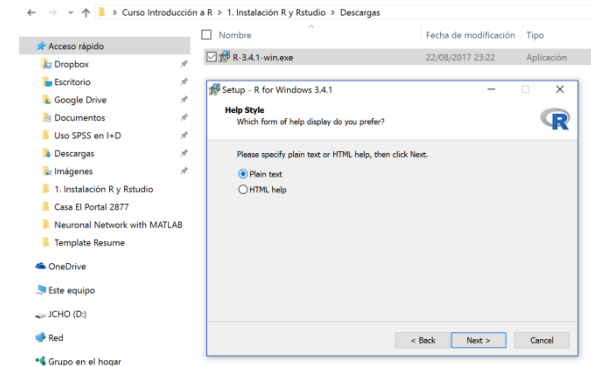 Curso Introducción a R > 1. Instalación R y Rstudio > Descargas
Nombre
Fecha de modificación
Tipo
Acceso rápido
R-3.4.1-win.exe
22/08/2017 23:22
Aplicación
Dropbox
Escritorio
Google Drive
Documentos
Uso SPSS en I+D
Descargas
Imágenes
1. Instalación R y Rstudio
Casa El Portal 2877
Neuronal Network with MATLAB
Template Resume
OneDrive
Este equipo
JCHO (D:)
Red
Grupo en el hogar
Setup - R for Windows 3.4.1
Help Style
Which form of help display do you prefer?
R
Please specify plain text or HTML help, then click Next.
Plain text
HTML help
< Back
Next >
Cancel